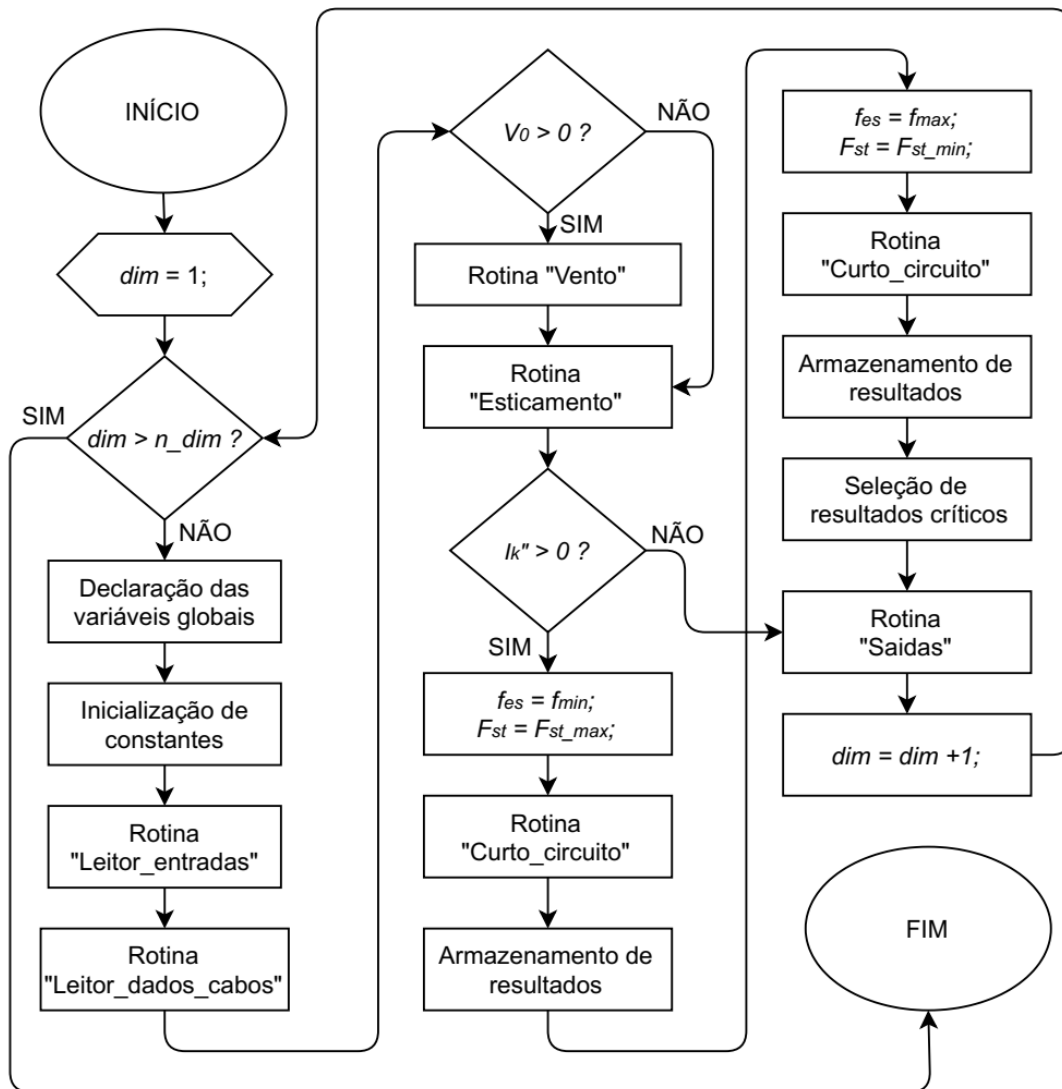 INÍCIO
dim = 1;
SIM
dim > n_dim ?
NÃO
Declaração das
variáveis globais
Inicialização de
constantes
Rotina
"Leitor_entradas"
Rotina
"Leitor_dados_cabos"
V0 > 0 ?
NÃO
SIM
Rotina "Vento"
Rotina
"Esticamento"
Ik" > 0 ?
NÃO
SIM
fes = fmin;
Fst = Fst_max;
Rotina
"Curto_circuito"
Armazenamento de
resultados
fes = fmax;
Fst = Fst_min;
Rotina
"Curto_circuito"
Armazenamento de
resultados
Seleção de
resultados críticos
Rotina
"Saidas"
dim = dim +1;
FIM